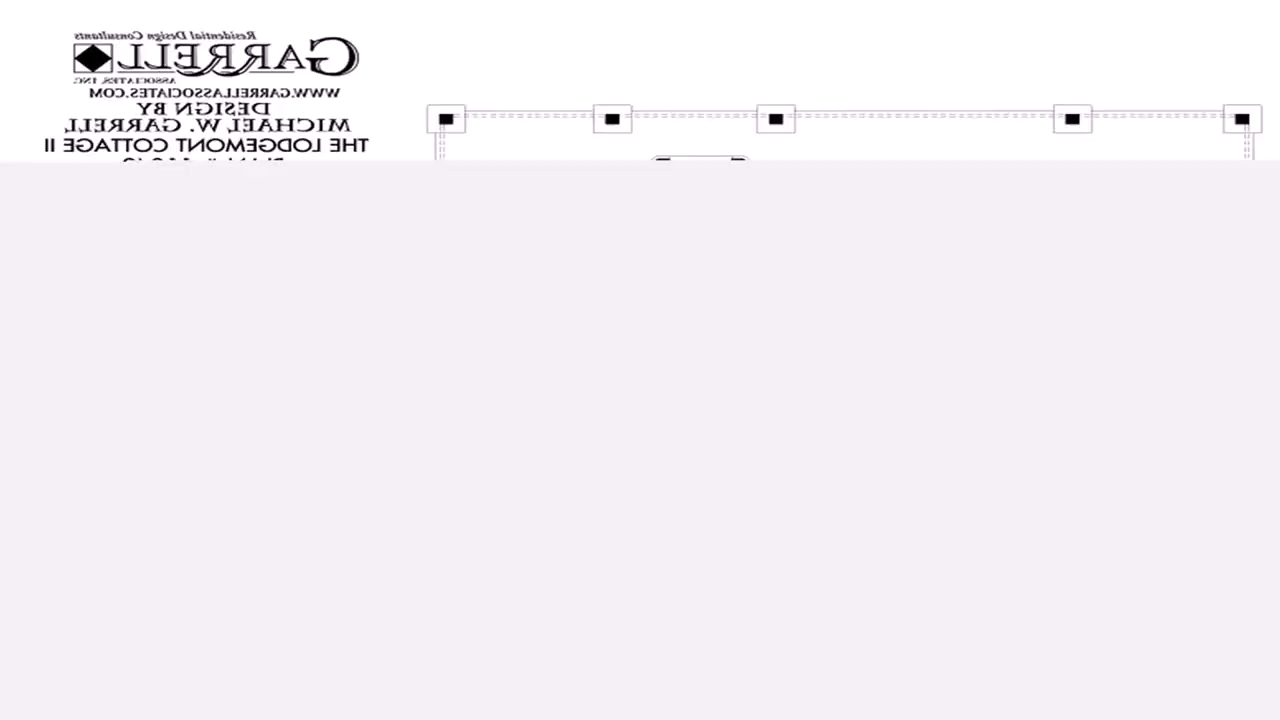 Residential Design Consultants
GARRELL
ASSOCIATES, INC.
WWW.GARRELLASSOCIATES.COM
DESIGN BY
MICHAEL W. GARRELL
THE LODGEMONT COTTAGE II